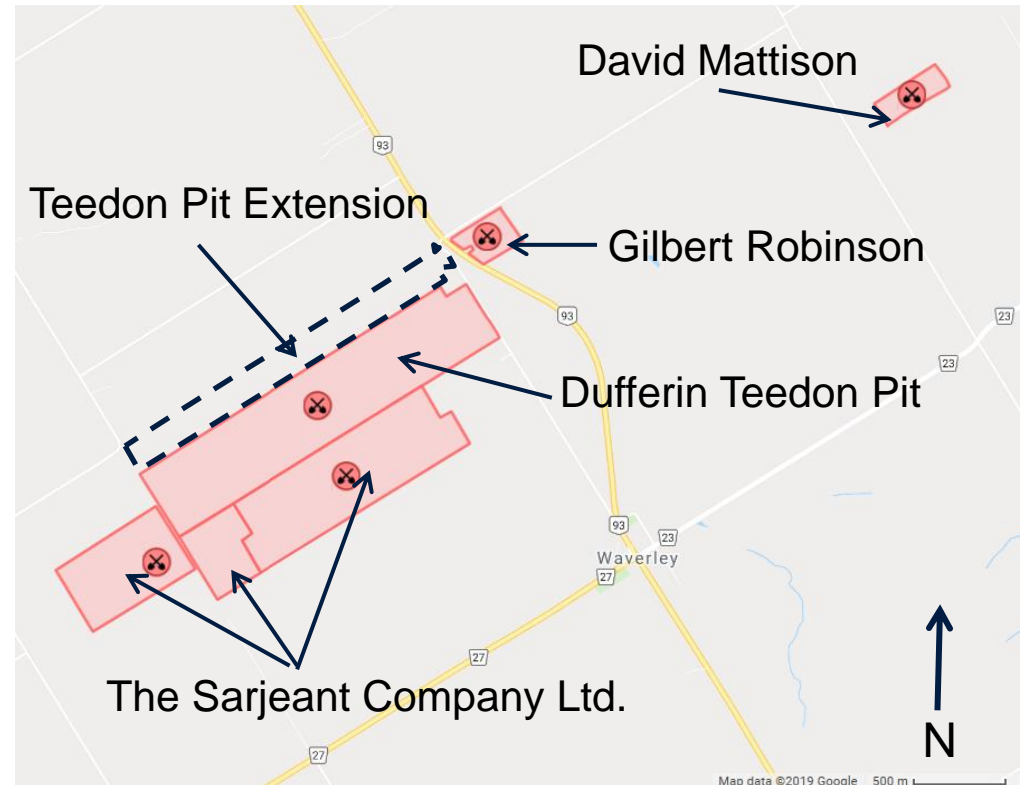 David Mattison
93
Teedon Pit Extension
Gilbert Robinson
93
23
23
Dufferin Teedon Pit
93
23
Waverley
27
27
The Sarjeant Company Ltd.
27
N
Map data ©2019 Google 500 m